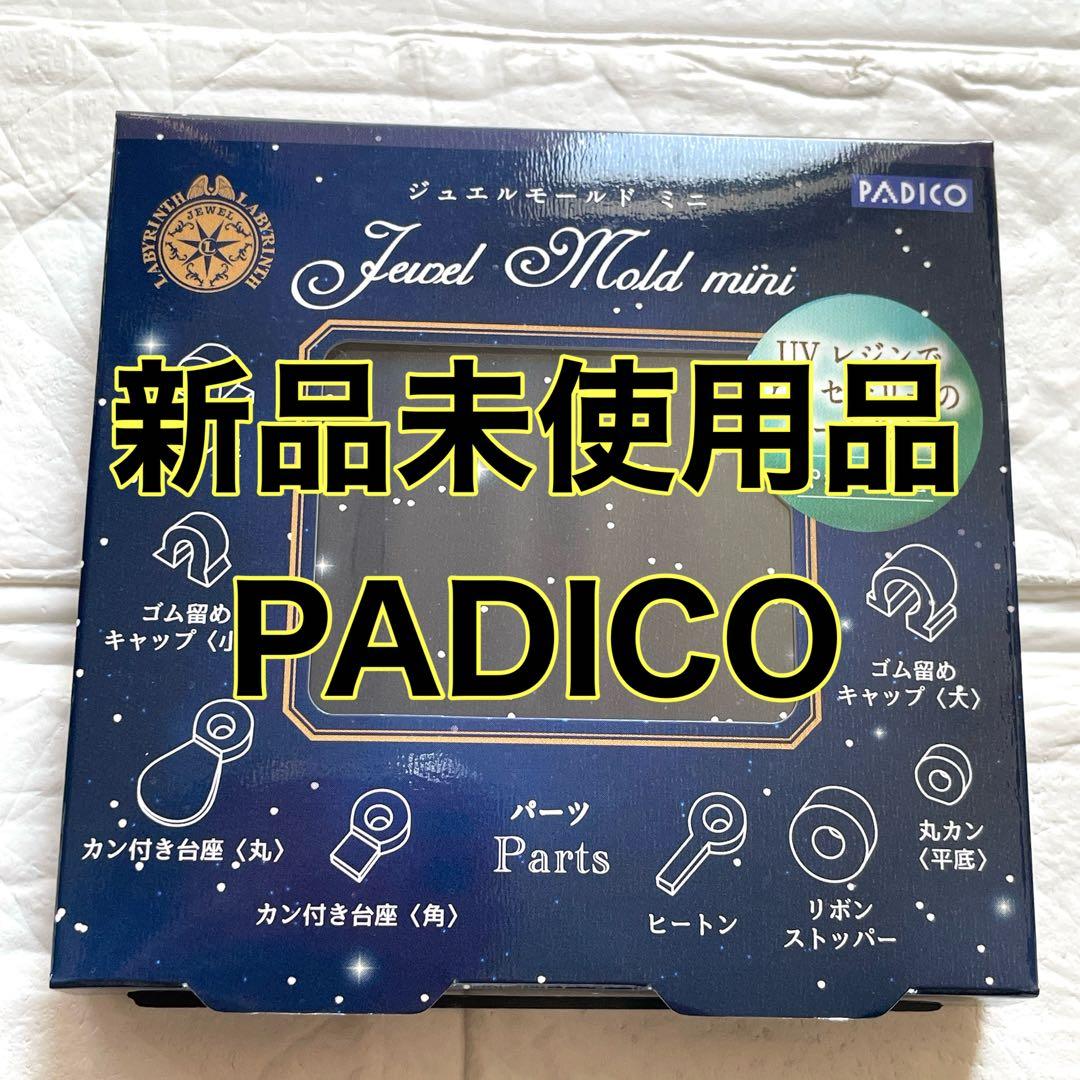 ジュエルモールド ミニ
PADICO
LABYRINTH LABYRINTH
JEWEL
Jewel Mold mini
UV レジンで
新品未使用品
PADICO
ゴム留め
キャップ〈小
ゴム留め
キャップ〈大〉
カン付き台座〈丸〉
カン付き台座〈角〉
パーツ
Parts
ヒートン
リボン
ストッパー
丸カン
〈平底〉